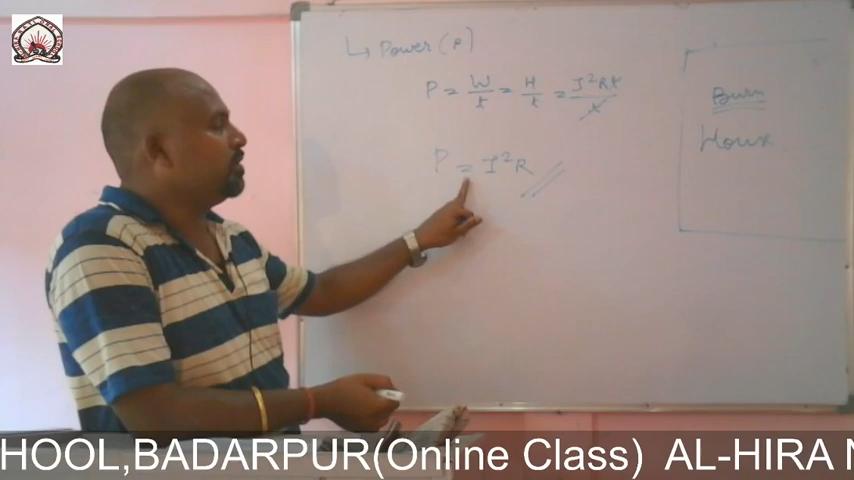 ↳ Power (P)
P = W/t = H/t = I²Rt/t
P = I²R
Burn
Hour
HOOL,BADARPUR(Online Class) AL-HIRA N